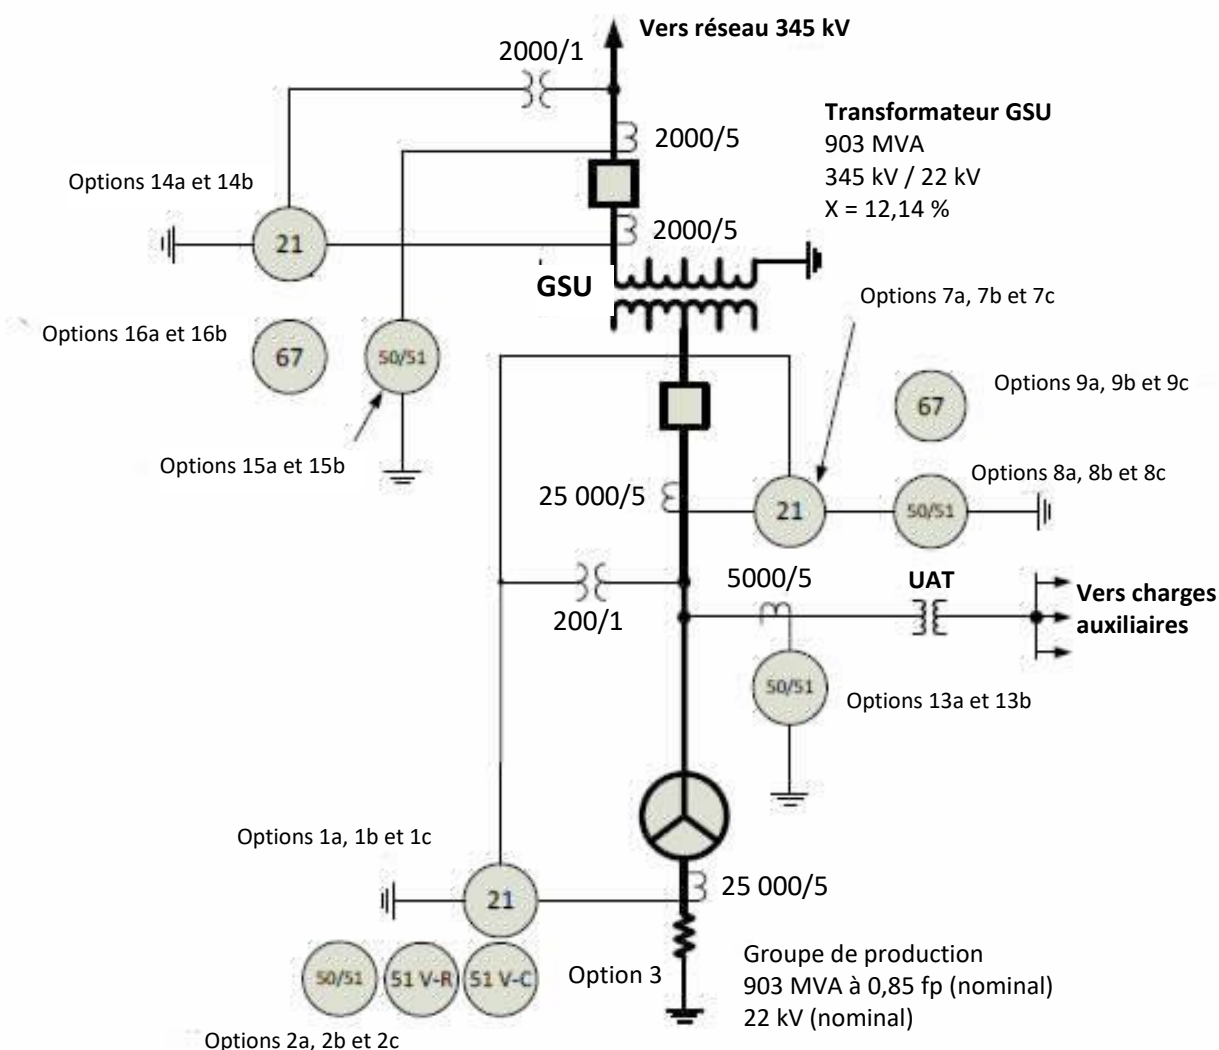 Vers réseau 345 kV
2000/1
Transformateur GSU
903 MVA
345 kV / 22 kV
X = 12,14 %
2000/5
Options 14a et 14b
2000/5
21
GSU
Options 7a, 7b et 7c
Options 16a et 16b
67
50/51
Options 9a, 9b et 9c
67
Options 15a et 15b
Options 8a, 8b et 8c
25 000/5
21
50/51
5000/5
UAT
200/1
Vers charges
auxiliaires
50/51
Options 13a et 13b
Options 1a, 1b et 1c
21
25 000/5
50/51
51 V-R
51 V-C
Option 3
Groupe de production
903 MVA à 0,85 fp (nominal)
22 kV (nominal)
Options 2a, 2b et 2c